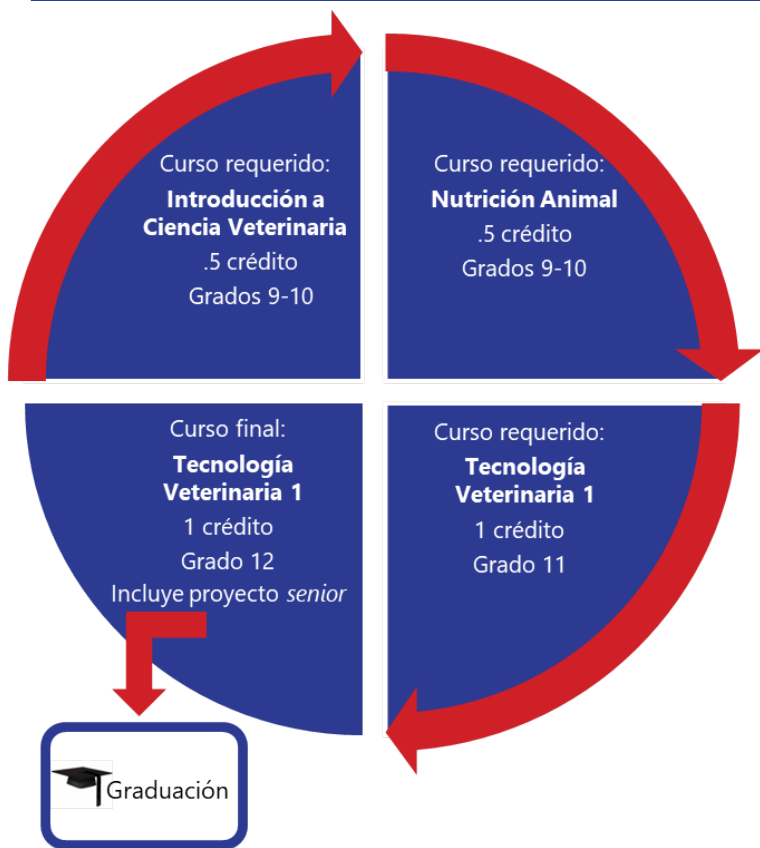 Curso requerido:
Introducción a
Ciencia Veterinaria
.5 crédito
Grados 9-10
Curso requerido:
Nutrición Animal
.5 crédito
Grados 9-10
Curso requerido:
Tecnología
Veterinaria 1
1 crédito
Grado 11
Curso final:
Tecnología
Veterinaria 1
1 crédito
Grado 12
Incluye proyecto senior
Graduación